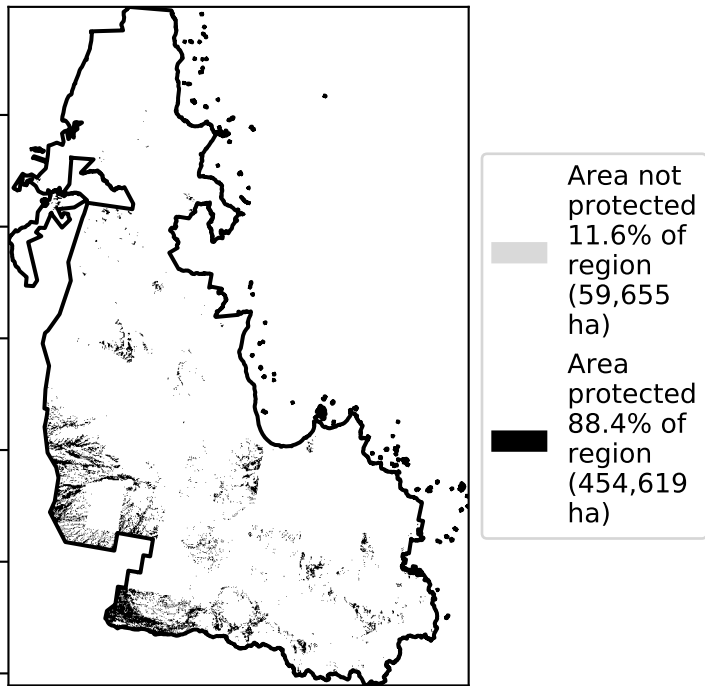 Area not
protected
11.6% of
region
(59,655
ha)
Area
protected
88.4% of
region
(454,619
ha)